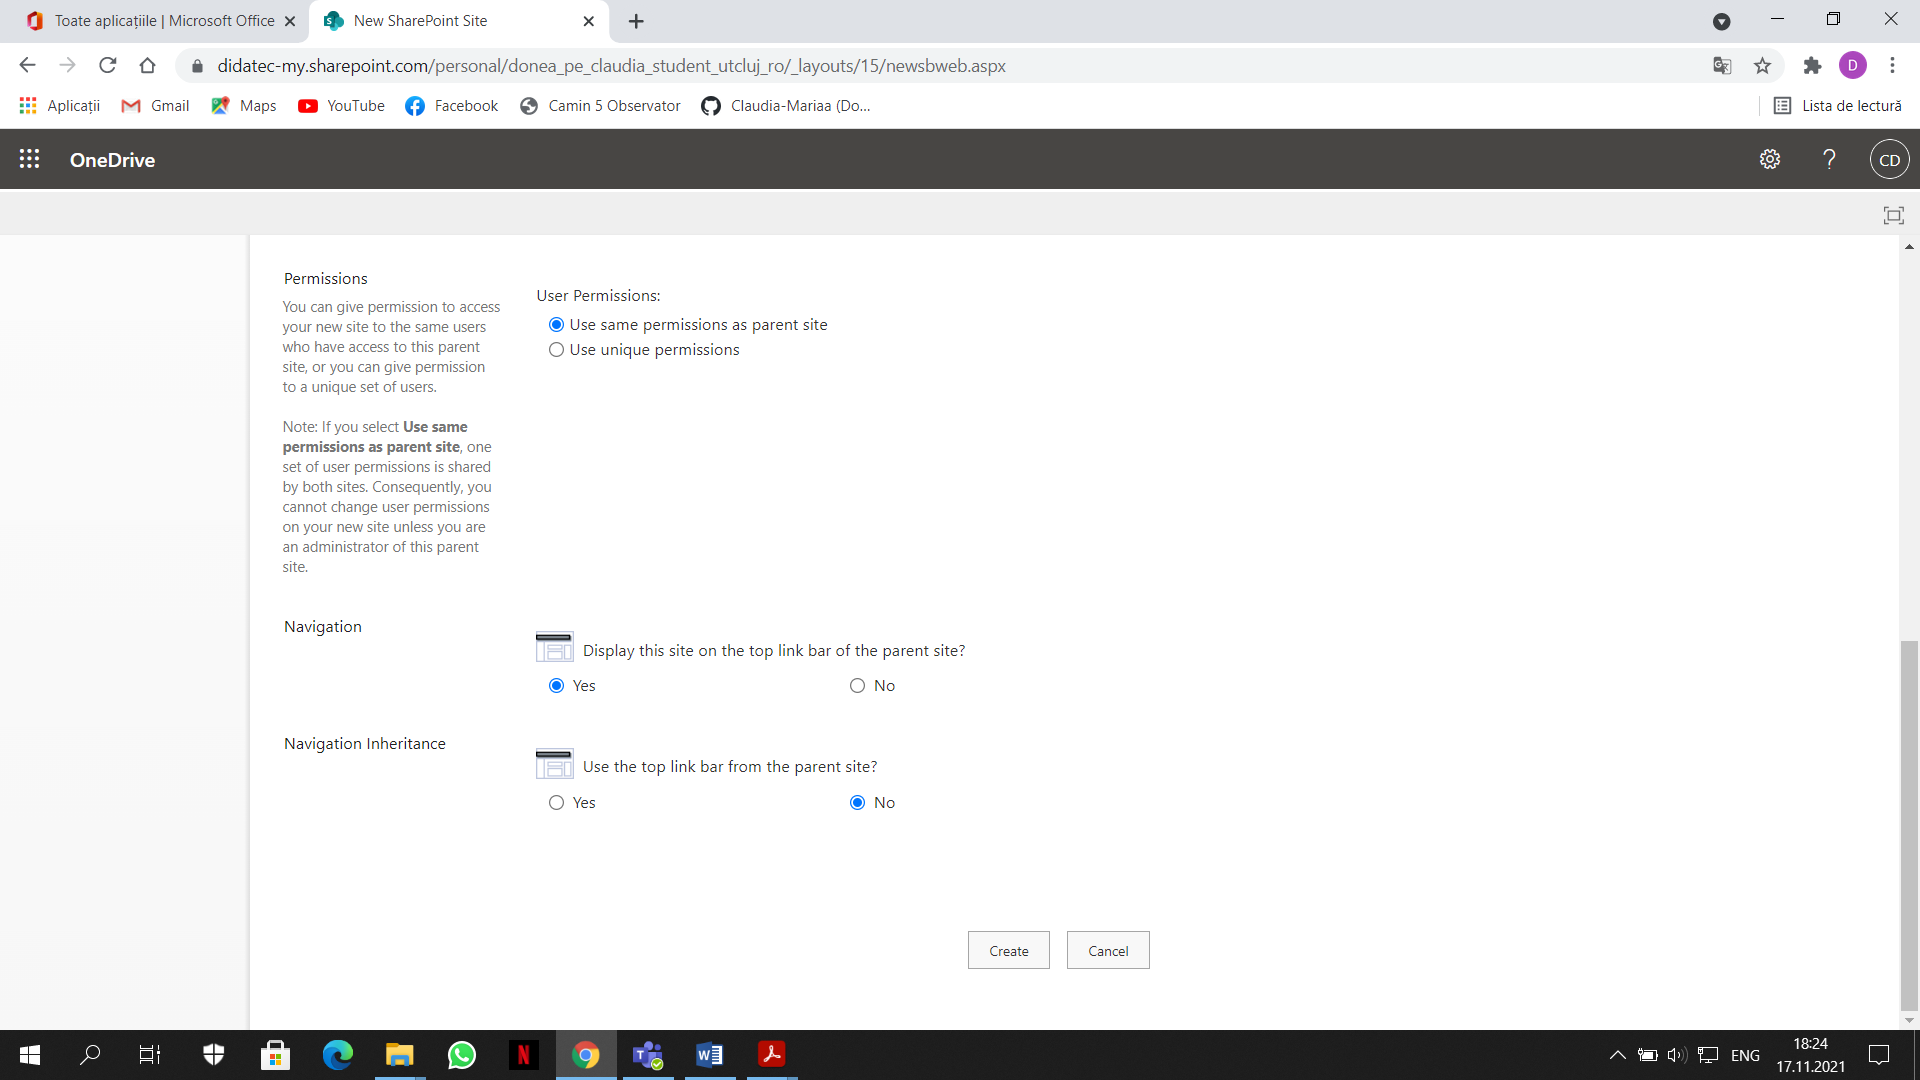 Toate aplicațiile | Microsoft Office
New SharePoint Site
didatec-my.sharepoint.com/personal/donea_pe_claudia_student_utcluj_ro/_layouts/15/newsbweb.aspx
D
Aplicații
Gmail
Maps
YouTube
Facebook
Camin 5 Observator
Claudia-Mariaa (Do...
Lista de lectură
OneDrive
?
CD
Permissions
You can give permission to access
your new site to the same users
who have access to this parent
site, or you can give permission
to a unique set of users.
Note: If you select Use same
permissions as parent site, one
set of user permissions is shared
by both sites. Consequently, you
cannot change user permissions
on your new site unless you are
an administrator of this parent
site.
User Permissions:
Use same permissions as parent site
Use unique permissions
Navigation
Display this site on the top link bar of the parent site?
Yes No
Navigation Inheritance
Use the top link bar from the parent site?
Yes No
Create Cancel
ENG
18:24
17.11.2021